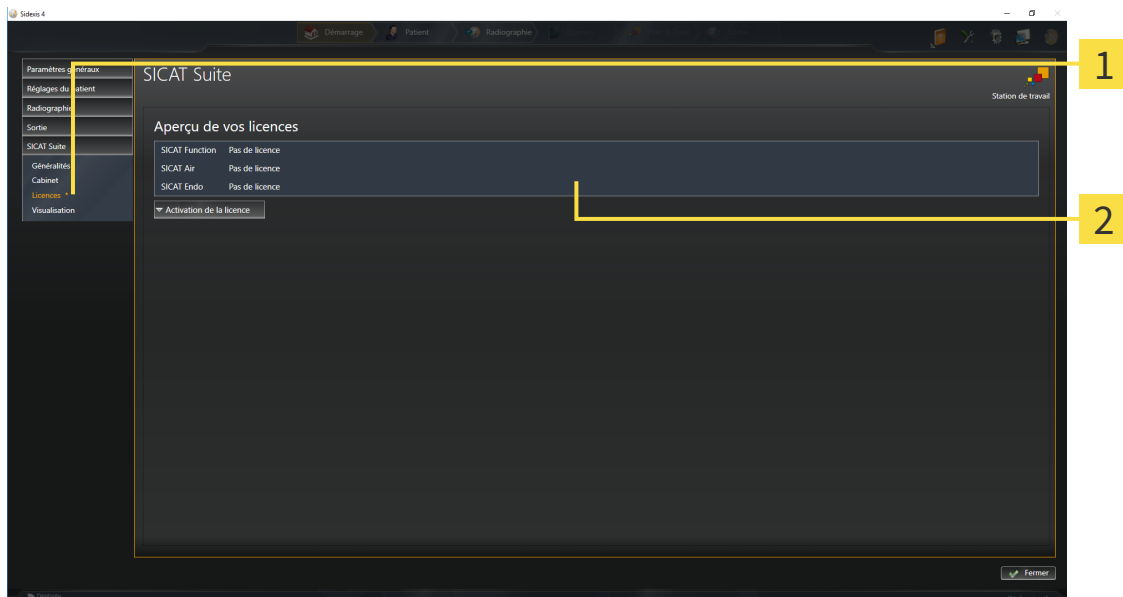 Sidexis 4
Démarrage Patient Radiographie
1
Paramètres généraux
Réglages du patient
Radiographie
Sortie
SICAT Suite
Généralités
Cabinet
Licences *
Visualisation
SICAT Suite
Station de travail
Aperçu de vos licences
SICAT Function Pas de licence
SICAT Air Pas de licence
SICAT Endo Pas de licence
2
Activation de la licence
Fermer